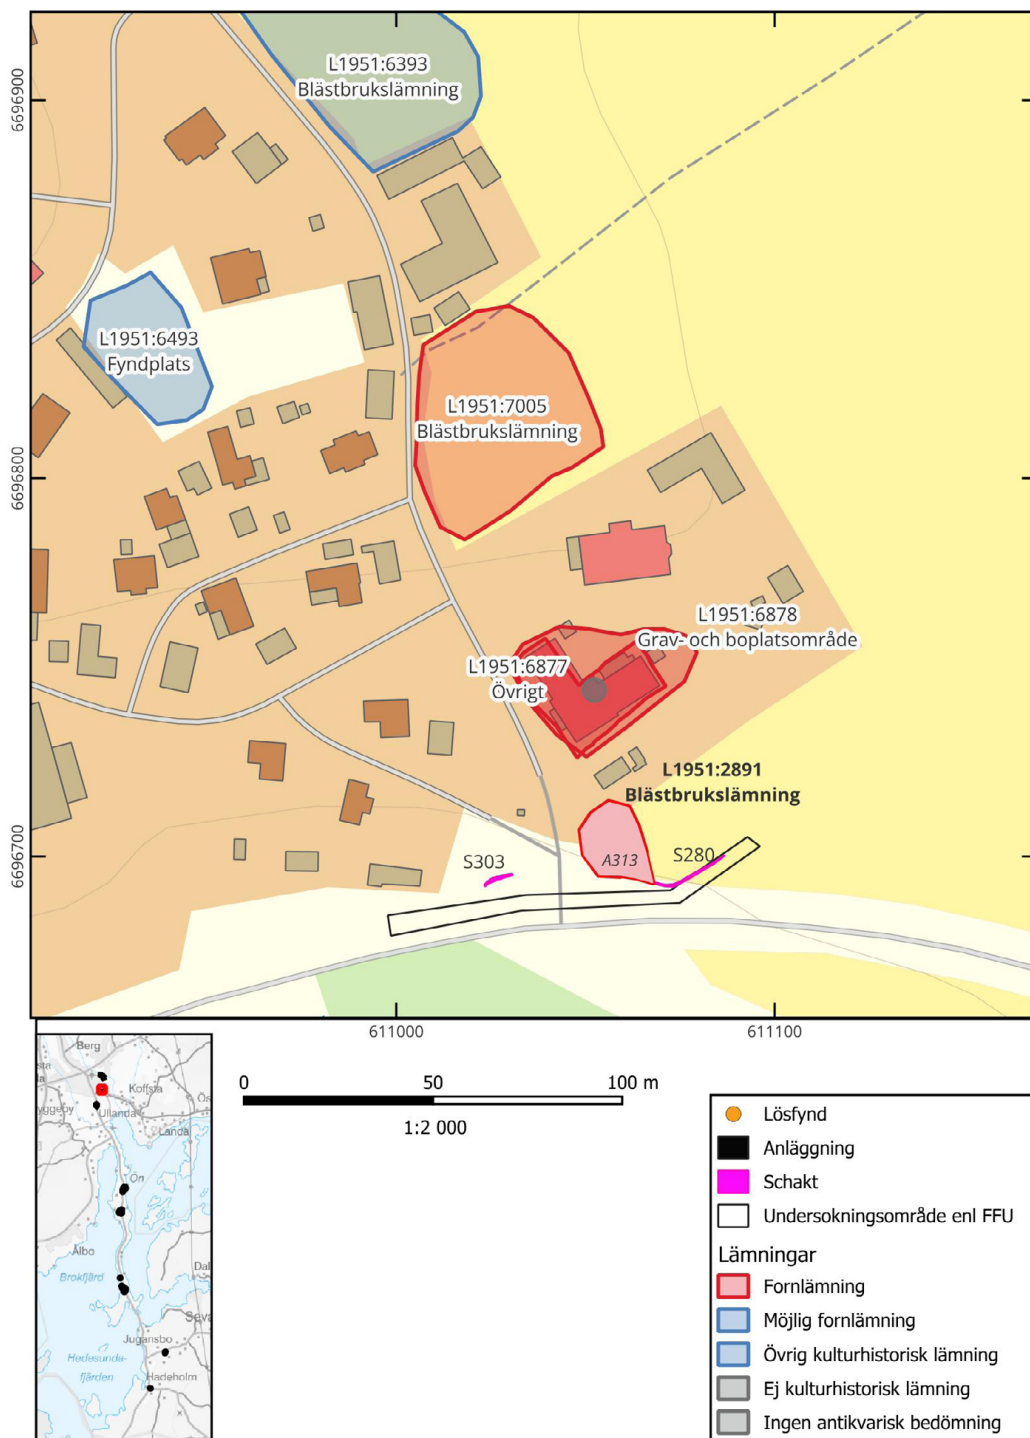 L1951:6393
Blästbrukslämning
6696900
L1951:6493
Fyndplats
L1951:7005
Blästbrukslämning
6696800
L1951:6878
Grav- och boplatsområde
L1951:6877
Övrigt
L1951:2891
Blästbrukslämning
6696700
S303
A313
S280
611000
611100
Berg
Koffsta
Ullanda
Landa
Ön
Ålbo
Brokfjärd
Jugansbo
Hedesunda-
fjärden
Hadeholm
0
50
100 m
1:2 000
Lösfynd
Anläggning
Schakt
Undersokningsområde enl FFU
Lämningar
Fornlämning
Möjlig fornlämning
Övrig kulturhistorisk lämning
Ej kulturhistorisk lämning
Ingen antikvarisk bedömning